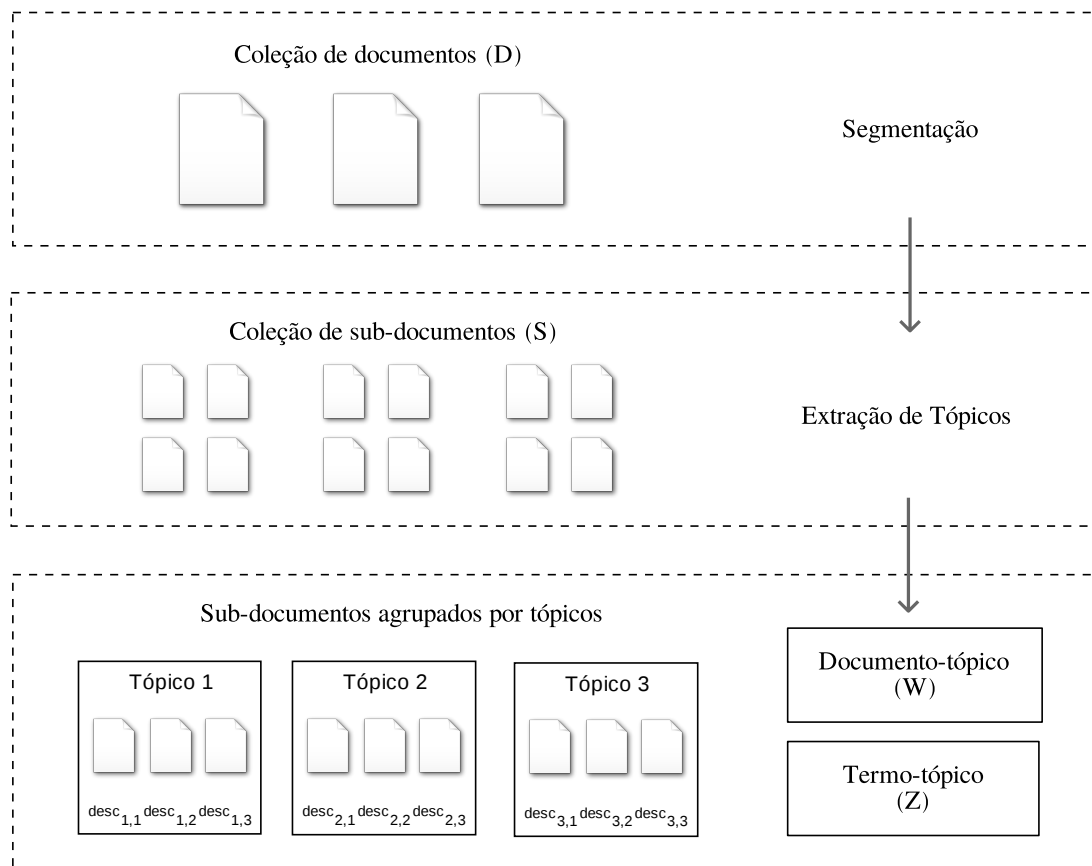 Coleção de documentos (D)
Segmentação
Coleção de sub-documentos (S)
Extração de Tópicos
Sub-documentos agrupados por tópicos
Tópico 1
desc1,1 desc1,2 desc1,3
Tópico 2
desc2,1 desc2,2 desc2,3
Tópico 3
desc3,1 desc3,2 desc3,3
Documento-tópico
(W)
Termo-tópico
(Z)